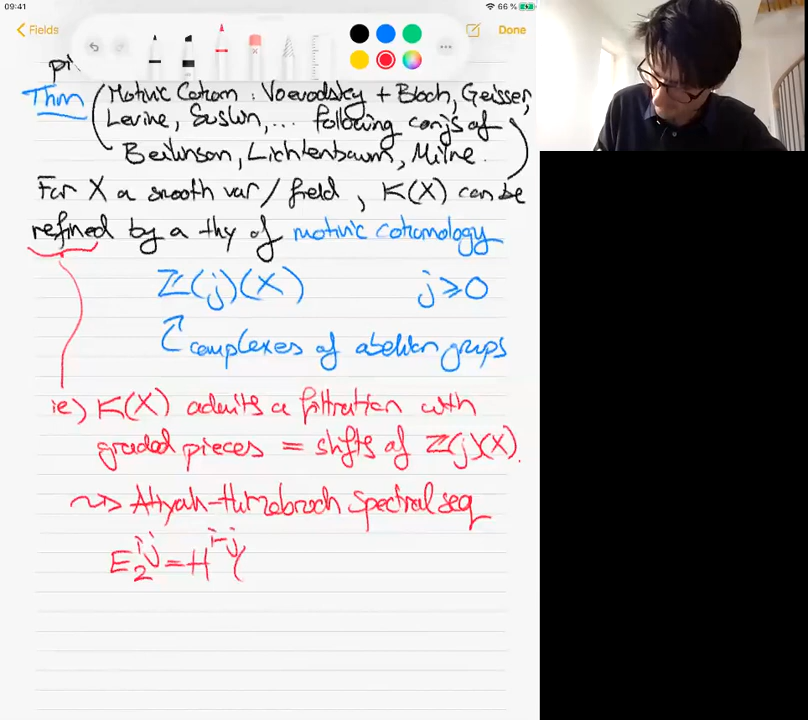 09:41
66 %
Fields
Done
Thm (Motivic Cohom : Voevodsky + Bloch, Geisser,
Levine, Suslin, ... following conjs of
Beilinson, Lichtenbaum, Milne.)
For X a smooth var / field, K(X) can be
refined by a thy of motivic cohomology
ℤ(j)(X) j ≥ 0
complexes of abelian groups
ie) K(X) admits a filtration with
graded pieces = shifts of ℤ(j)(X).
⇝ Atiyah-Hirzebruch Spectral seq
E₂^{ij} = H^{i-j}(